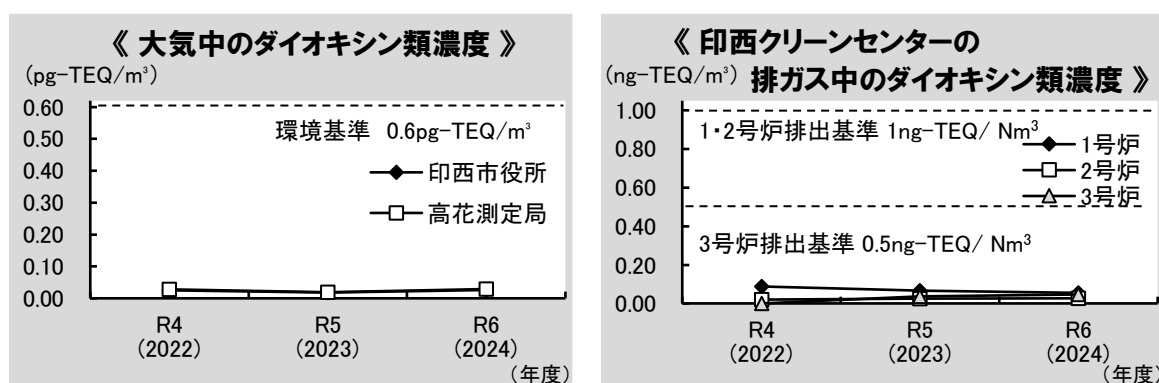 《 大気中のダイオキシン類濃度 》
(pg-TEQ/m³)
0.60
0.50
0.40
0.30
0.20
0.10
0.00
環境基準 0.6pg-TEQ/m³
印西市役所
高花測定局
R4
(2022)
R5
(2023)
R6
(2024)
(年度)
《 印西クリーンセンターの
排ガス中のダイオキシン類濃度 》
(ng-TEQ/m³)
1.00
0.80
0.60
0.40
0.20
0.00
1・2号炉排出基準 1ng-TEQ/ Nm³
1号炉
2号炉
3号炉
3号炉排出基準 0.5ng-TEQ/ Nm³
R4
(2022)
R5
(2023)
R6
(2024)
(年度)